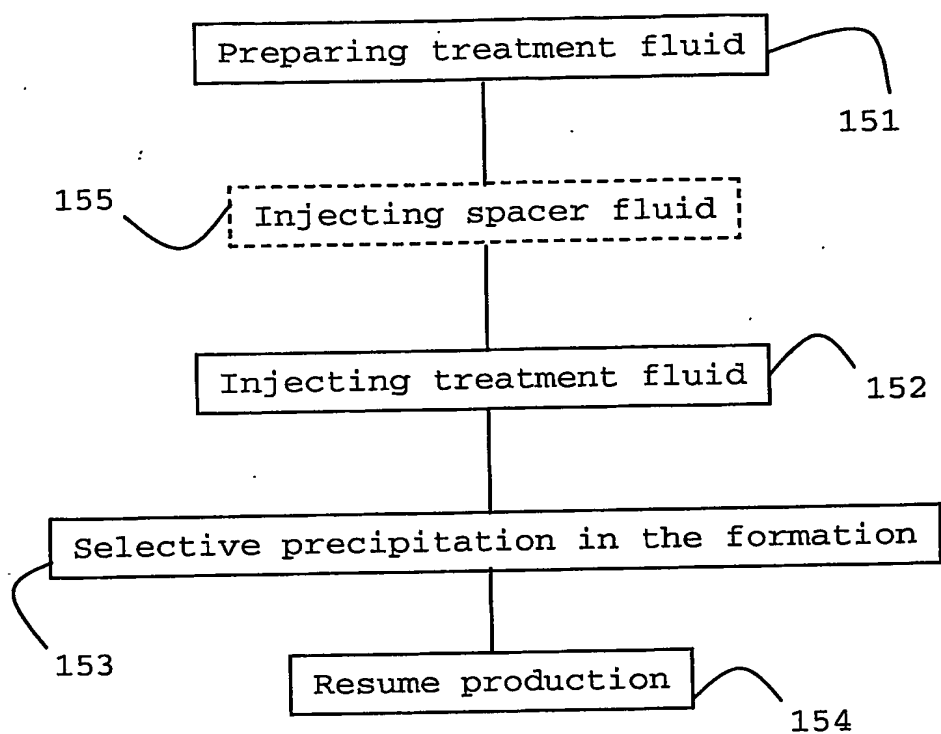 Preparing treatment fluid
151
155
Injecting spacer fluid
Injecting treatment fluid
152
Selective precipitation in the formation
153
Resume production
154